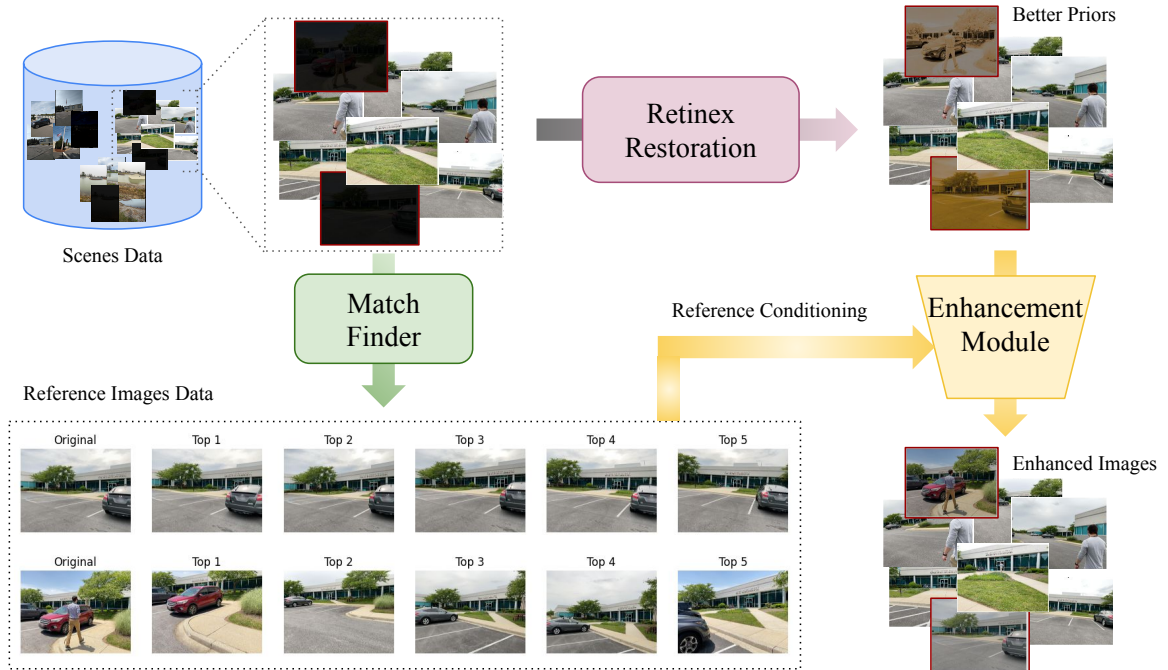 Better Priors
Retinex
Restoration
Scenes Data
Match
Finder
Reference Conditioning
Enhancement
Module
Reference Images Data
Original
Top 1
Top 2
Top 3
Top 4
Top 5
Enhanced Images
Original
Top 1
Top 2
Top 3
Top 4
Top 5